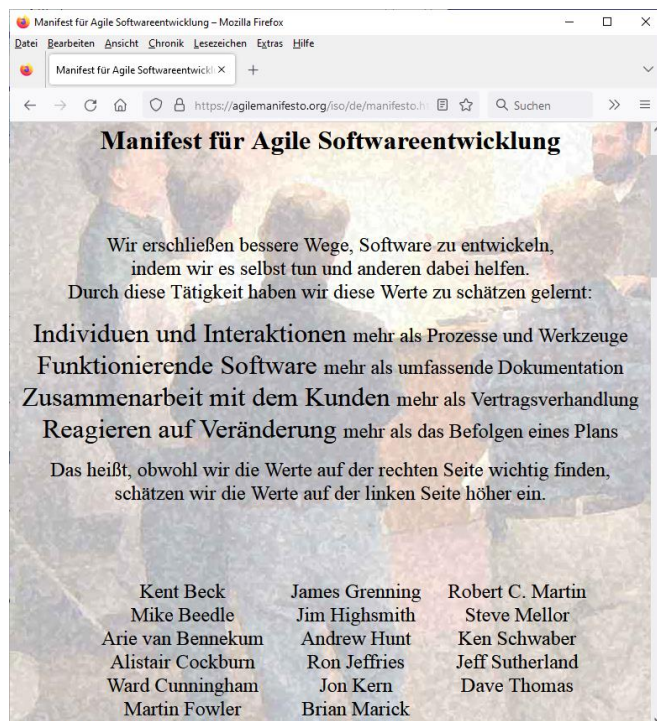 Manifest für Agile Softwareentwicklung – Mozilla Firefox
Datei Bearbeiten Ansicht Chronik Lesezeichen Extras Hilfe
Manifest für Agile Softwareentwickl
https://agilemanifesto.org/iso/de/manifesto.h
Suchen
Manifest für Agile Softwareentwicklung
Wir erschließen bessere Wege, Software zu entwickeln,
indem wir es selbst tun und anderen dabei helfen.
Durch diese Tätigkeit haben wir diese Werte zu schätzen gelernt:
Individuen und Interaktionen mehr als Prozesse und Werkzeuge
Funktionierende Software mehr als umfassende Dokumentation
Zusammenarbeit mit dem Kunden mehr als Vertragsverhandlung
Reagieren auf Veränderung mehr als das Befolgen eines Plans
Das heißt, obwohl wir die Werte auf der rechten Seite wichtig finden,
schätzen wir die Werte auf der linken Seite höher ein.
Kent Beck
Mike Beedle
Arie van Bennekum
Alistair Cockburn
Ward Cunningham
Martin Fowler
James Grenning
Jim Highsmith
Andrew Hunt
Ron Jeffries
Jon Kern
Brian Marick
Robert C. Martin
Steve Mellor
Ken Schwaber
Jeff Sutherland
Dave Thomas